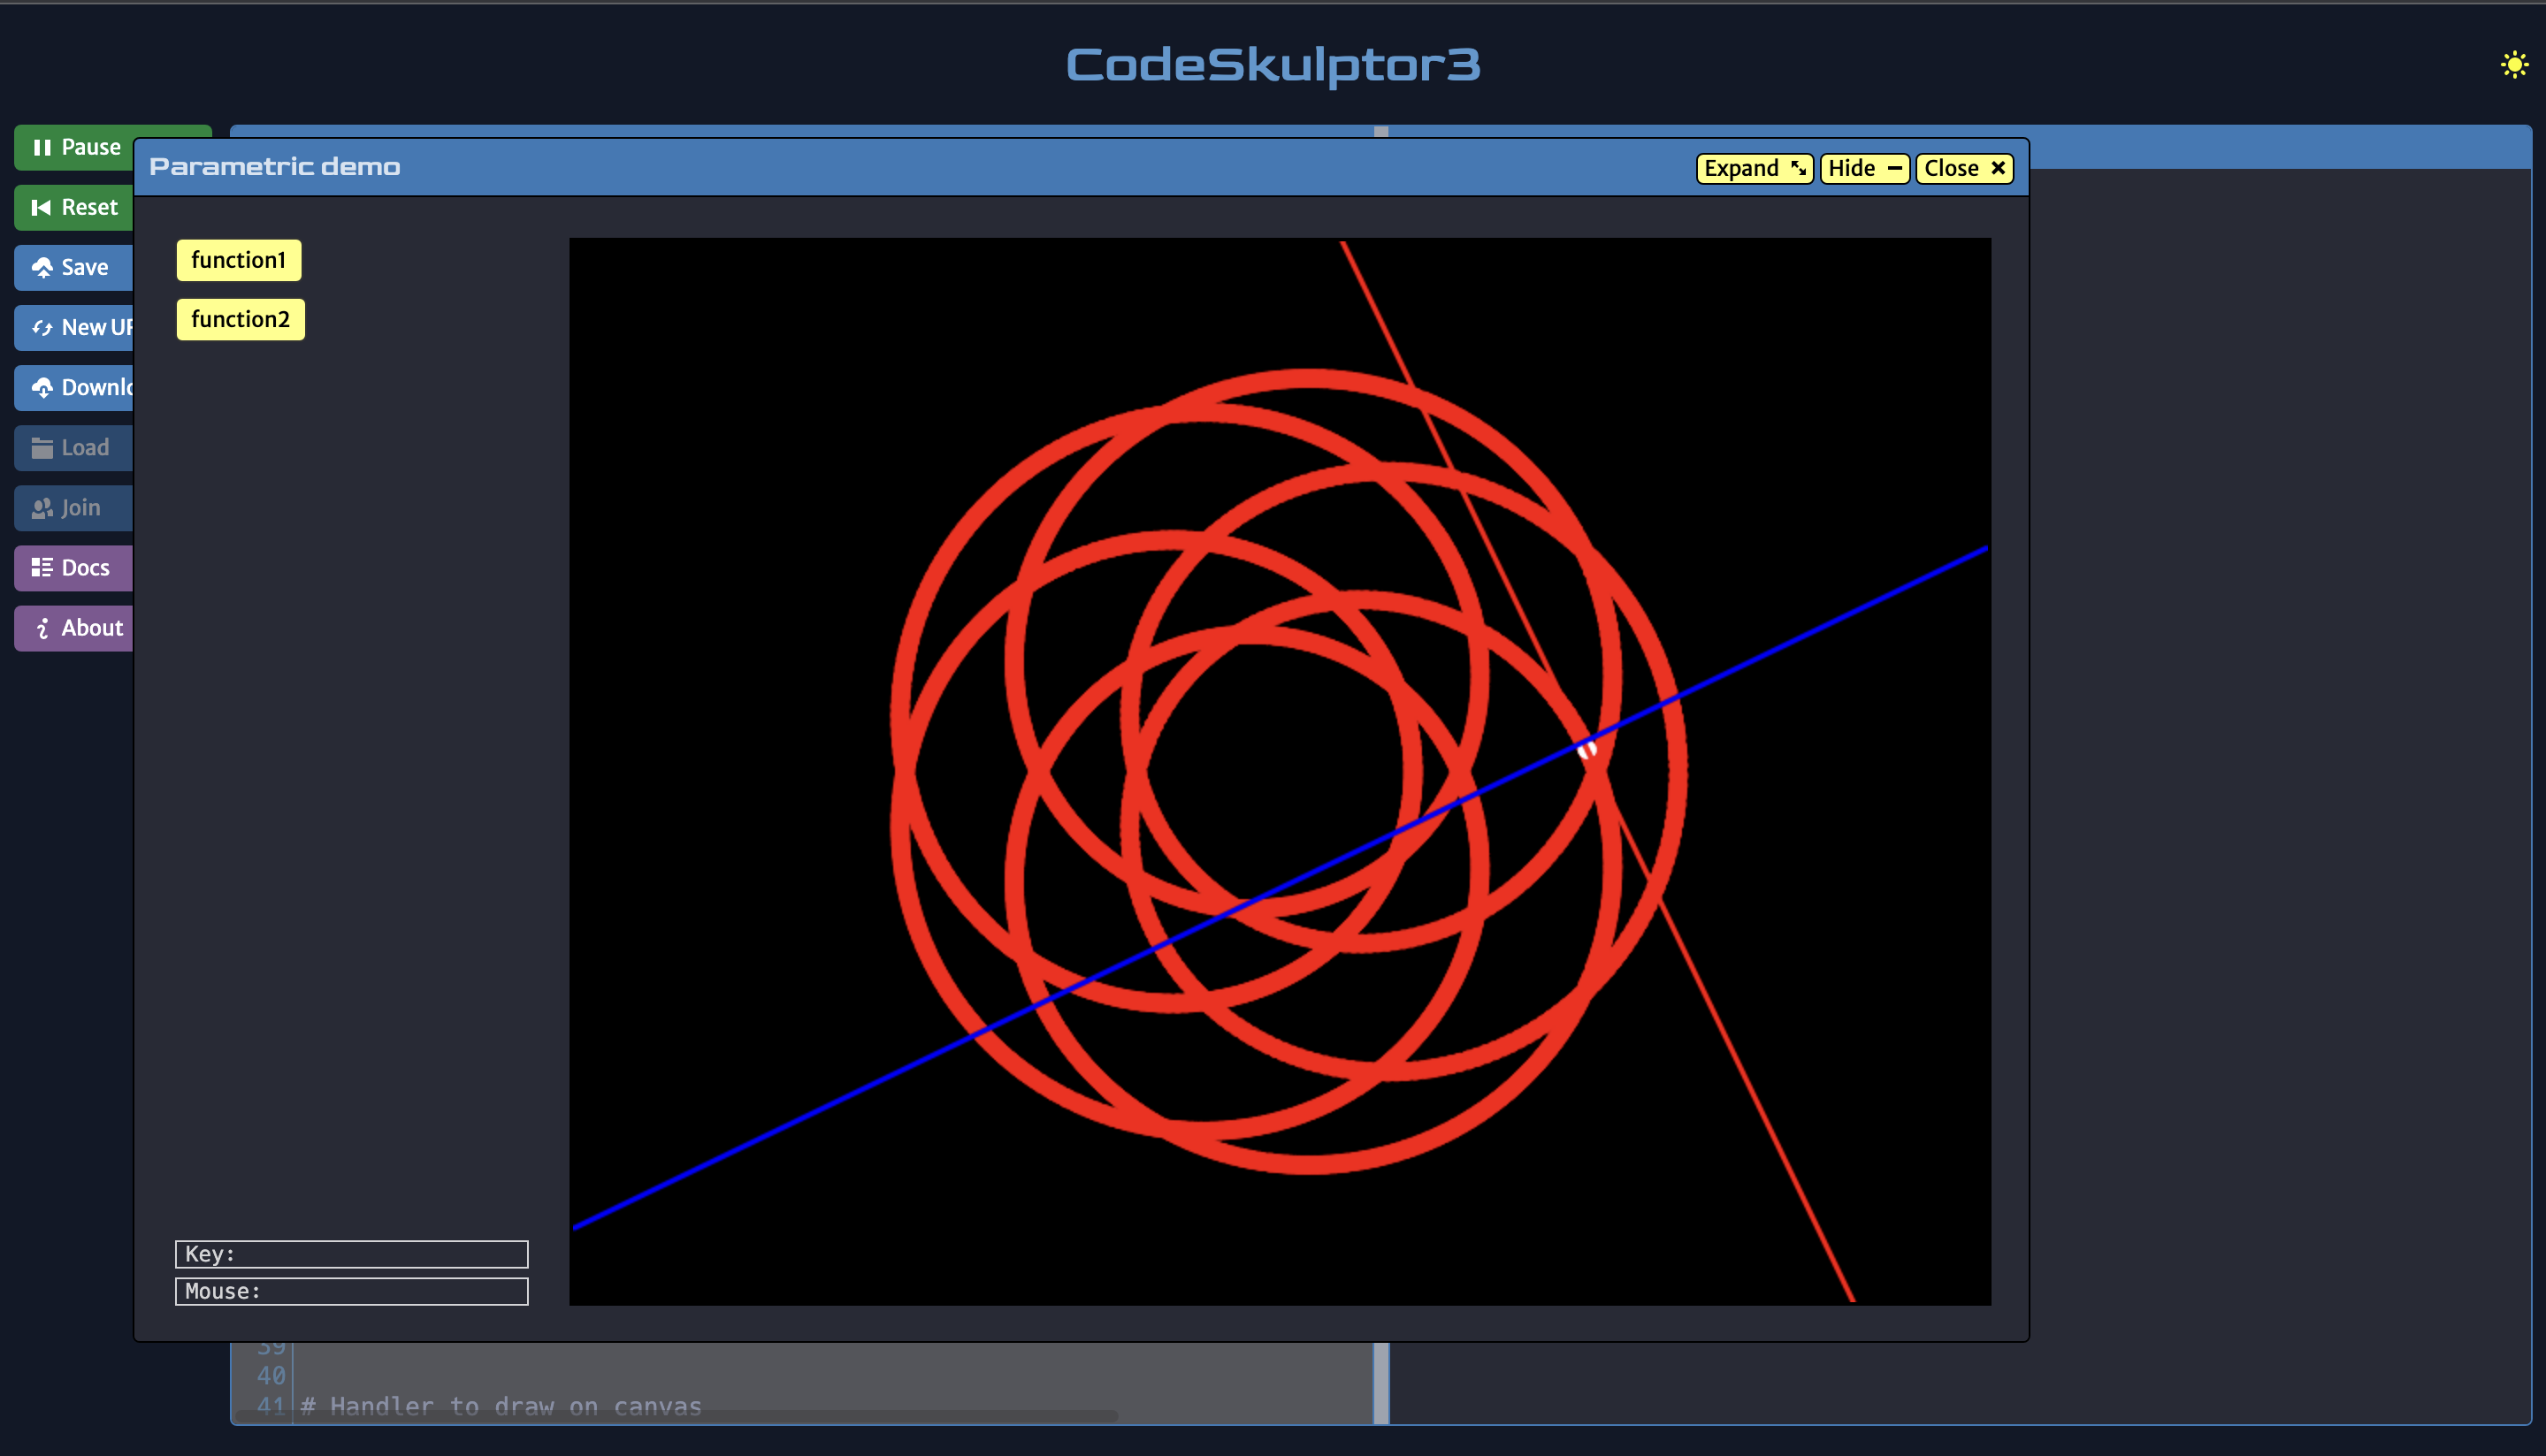 CodeSkulptor3
Pause
Reset
Save
New UR
Downlo
Load
Join
Docs
About
Parametric demo
Expand
Hide
Close
function1
function2
Key:
Mouse:
39
40
41 # Handler to draw on canvas